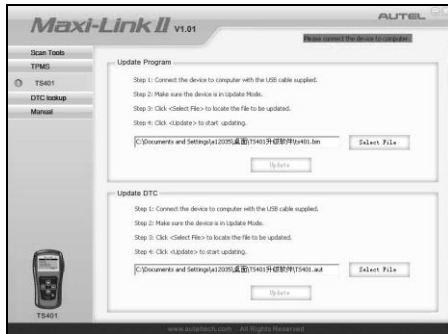 Maxi-Link II V1.01
AUTEL
Please connect the device to computer.
Scan Tools
TPMS
TS401
DTC lookup
Manual
Update Program
Step 1: Connect the device to computer with the USB cable supplied.
Step 2: Make sure the device is in Update Mode.
Step 3: Click <Select File> to locate the file to be updated.
Step 4: Click <Update> to start updating.
C:\Documents and Settings\a12035\桌面\TS401升级软件\ts401.bin
Select File
Update
Update DTC
Step 1: Connect the device to computer with the USB cable supplied.
Step 2: Make sure the device is in Update Mode.
Step 3: Click <Select File> to locate the file to be updated.
Step 4: Click <Update> to start updating.
C:\Documents and Settings\a12035\桌面\TS401升级软件\TS401.aut
Select File
Update
TS401
www.auteltech.com All Rights Reserved